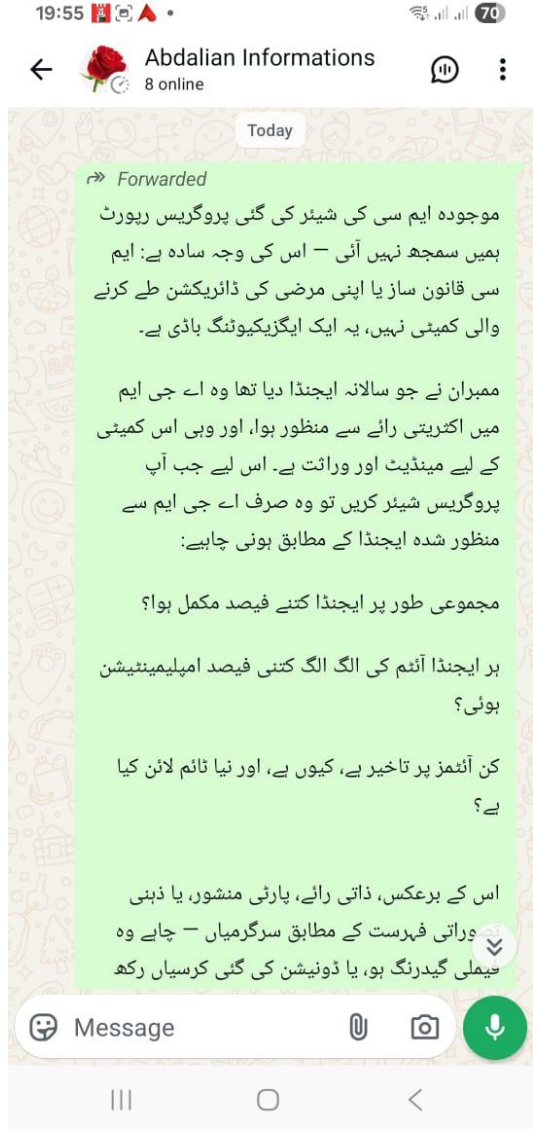 19:55
70
Abdalian Informations
8 online
Today
Forwarded
موجودہ ایم سی کی شیئر کی گئی پروگریس رپورٹ
ہمیں سمجھ نہیں آئی — اس کی وجہ سادہ ہے: ایم
سی قانون ساز یا اپنی مرضی کی ڈائریکشن طے کرنے
والی کمیٹی نہیں، یہ ایک ایگزیکیوٹنگ باڈی ہے۔
ممبران نے جو سالانہ ایجنڈا دیا تھا وہ اے جی ایم
میں اکثریتی رائے سے منظور ہوا، اور وہی اس کمیٹی
کے لیے مینڈیٹ اور وراثت ہے۔ اس لیے جب آپ
پروگریس شیئر کریں تو وہ صرف اے جی ایم سے
منظور شدہ ایجنڈا کے مطابق ہونی چاہیے:
مجموعی طور پر ایجنڈا کتنے فیصد مکمل ہوا؟
ہر ایجنڈا آئٹم کی الگ الگ کتنی فیصد امپلیمینٹیشن
ہوئی؟
کن آئٹمز پر تاخیر ہے، کیوں ہے، اور نیا ٹائم لائن کیا
ہے؟
اس کے برعکس، ذاتی رائے، پارٹی منشور، یا ذہنی
تصوراتی فہرست کے مطابق سرگرمیاں — چاہے وہ
فیملی گیدرنگ ہو، یا ڈونیشن کی گئی کرسیاں رکھ
Message